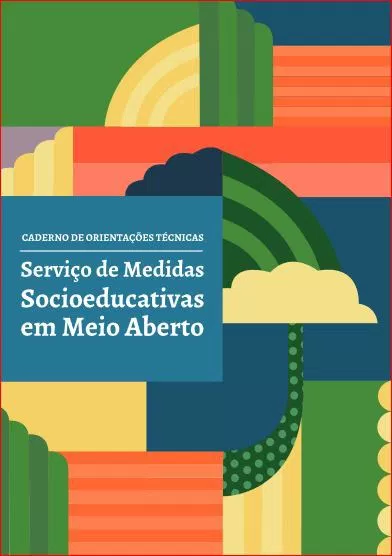 CADERNO DE ORIENTAÇÕES TÉCNICAS
Serviço de Medidas
Socioeducativas
em Meio Aberto